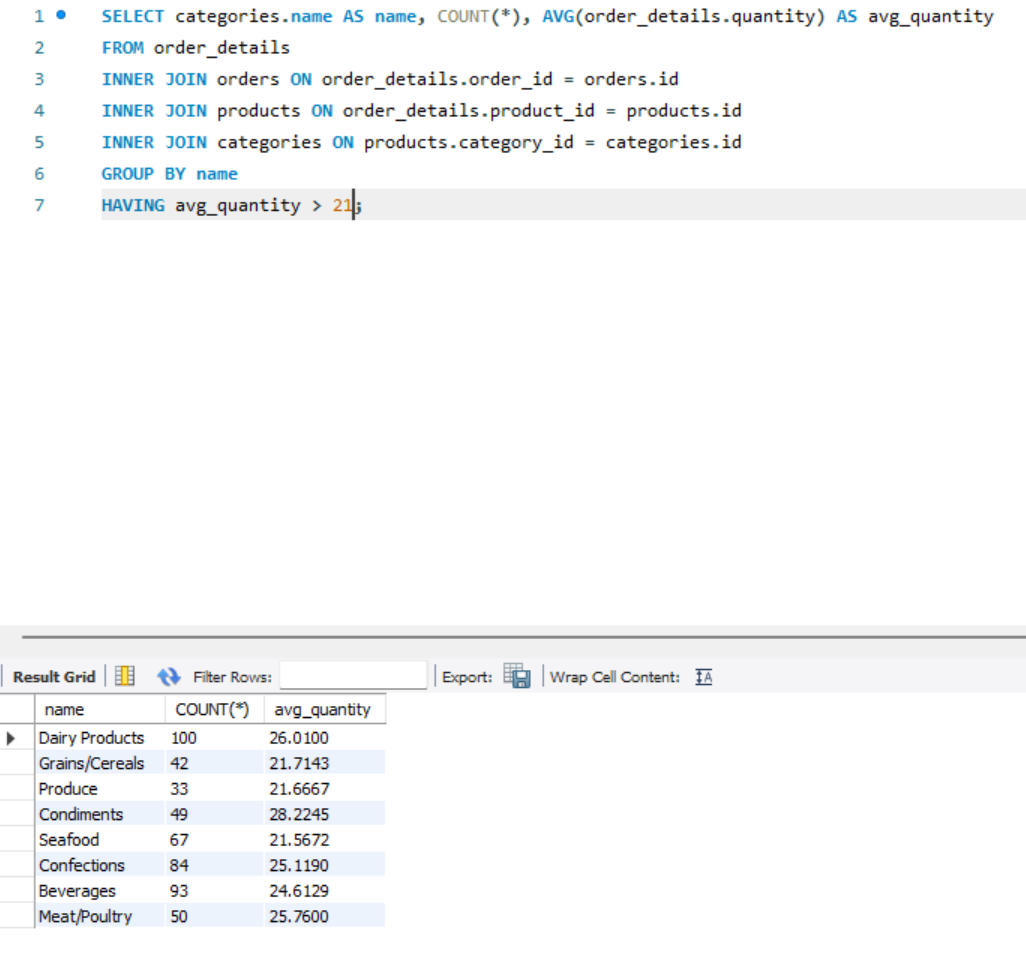 1 SELECT categories.name AS name, COUNT(*), AVG(order_details.quantity) AS avg_quantity
2 FROM order_details
3 INNER JOIN orders ON order_details.order_id = orders.id
4 INNER JOIN products ON order_details.product_id = products.id
5 INNER JOIN categories ON products.category_id = categories.id
6 GROUP BY name
7 HAVING avg_quantity > 21;
Result Grid Filter Rows: Export: Wrap Cell Content: IA
name COUNT(*) avg_quantity
Dairy Products 100 26.0100
Grains/Cereals 42 21.7143
Produce 33 21.6667
Condiments 49 28.2245
Seafood 67 21.5672
Confections 84 25.1190
Beverages 93 24.6129
Meat/Poultry 50 25.7600